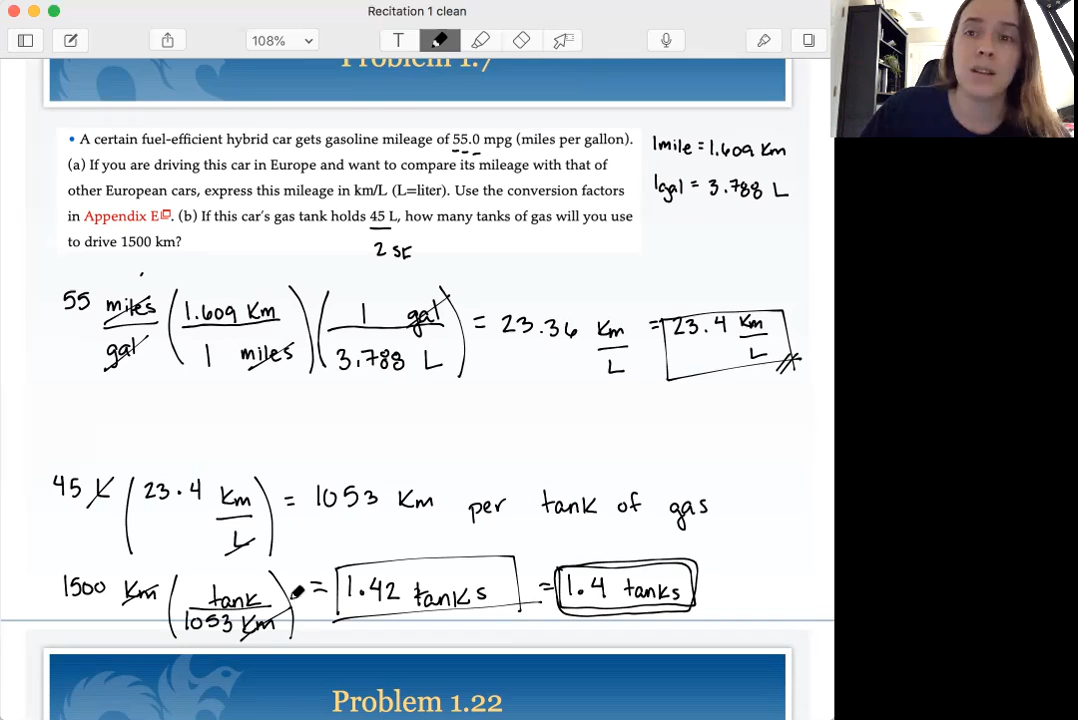 Recitation 1 clean
108%
T
Problem 1.7
• A certain fuel-efficient hybrid car gets gasoline mileage of 55.0 mpg (miles per gallon).
(a) If you are driving this car in Europe and want to compare its mileage with that of
other European cars, express this mileage in km/L (L=liter). Use the conversion factors
in Appendix E. (b) If this car's gas tank holds 45 L, how many tanks of gas will you use
to drive 1500 km?
2 SF
1 mile = 1.609 Km
1 gal = 3.788 L
55 miles/gal (1.609 Km / 1 miles)(1 gal / 3.788 L) = 23.36 Km/L = 23.4 Km/L
45 L (23.4 Km/L) = 1053 Km per tank of gas
1500 Km (tank / 1053 Km) = 1.42 tanks = 1.4 tanks
Problem 1.22